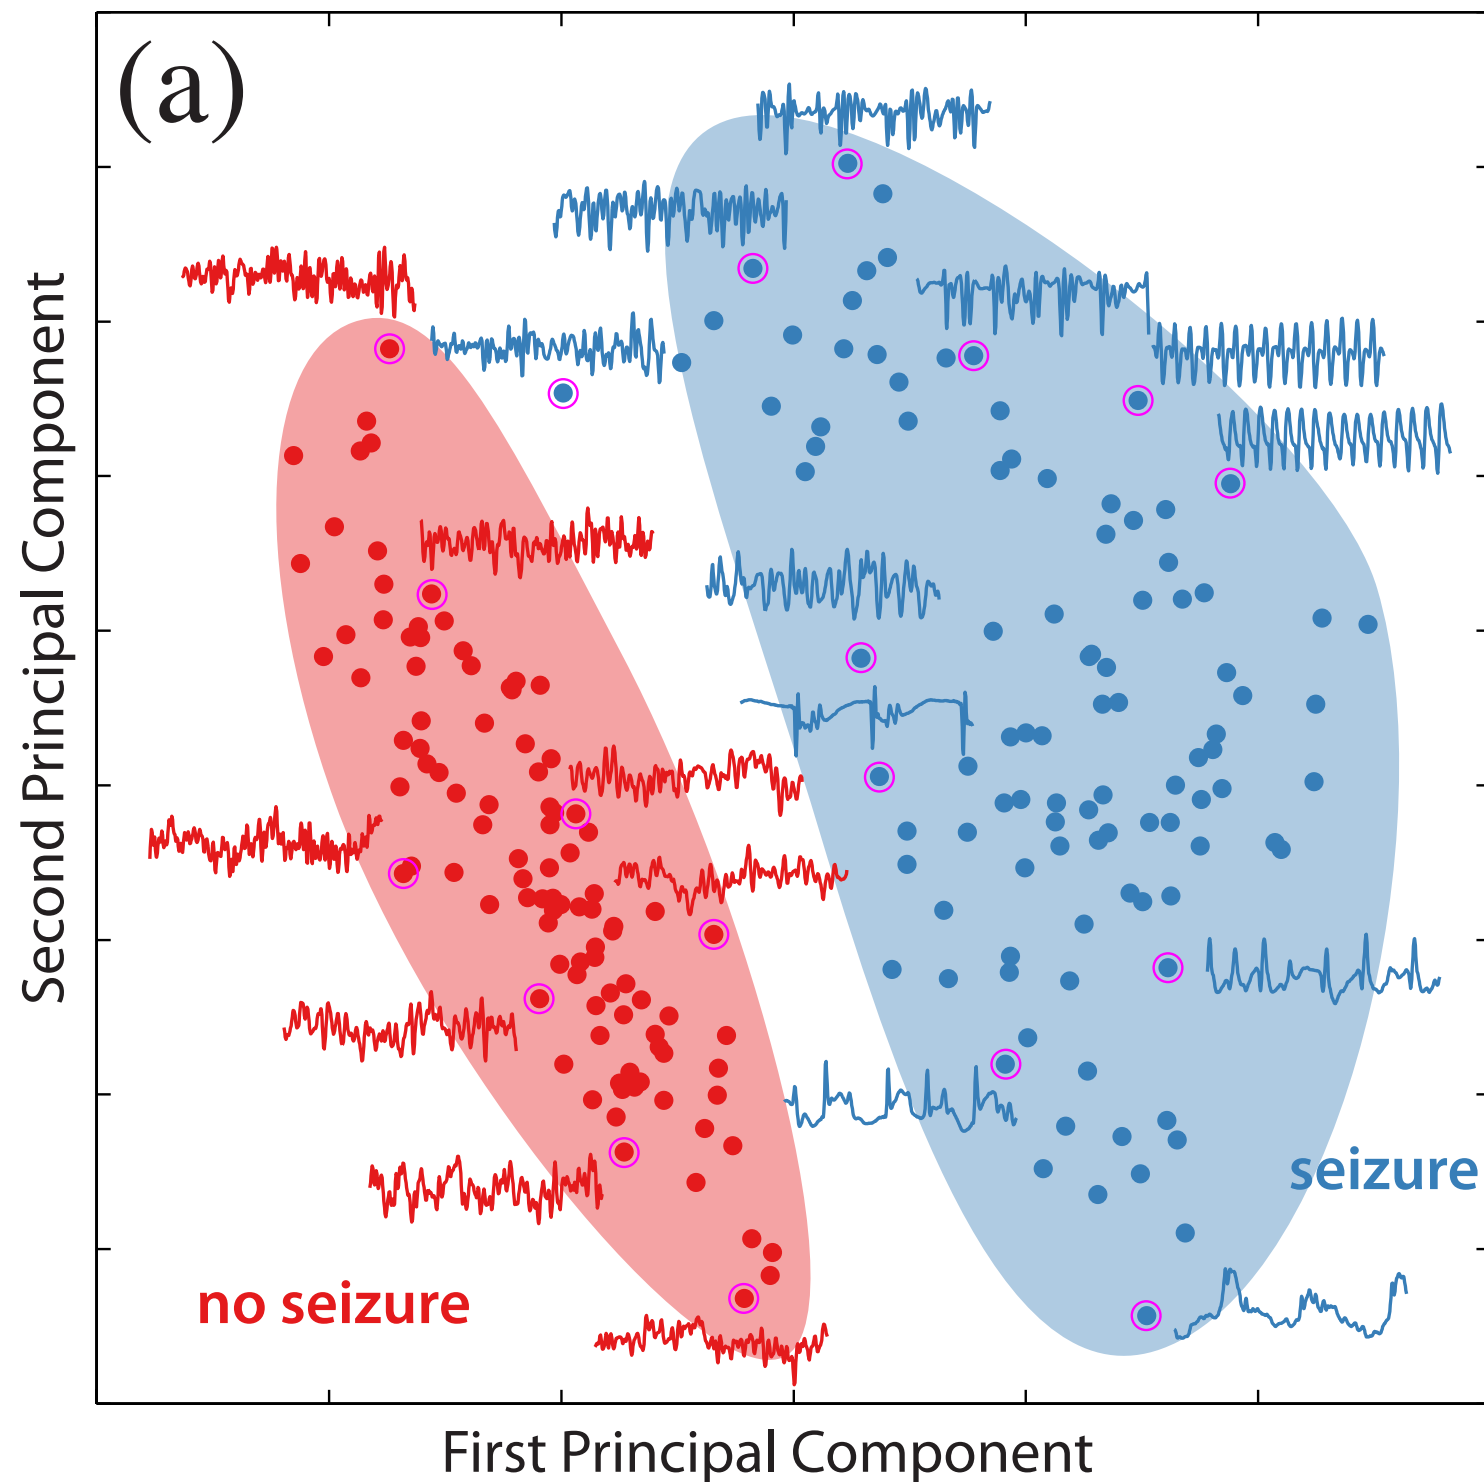 (a)
Second Principal Component
seizure
no seizure
First Principal Component